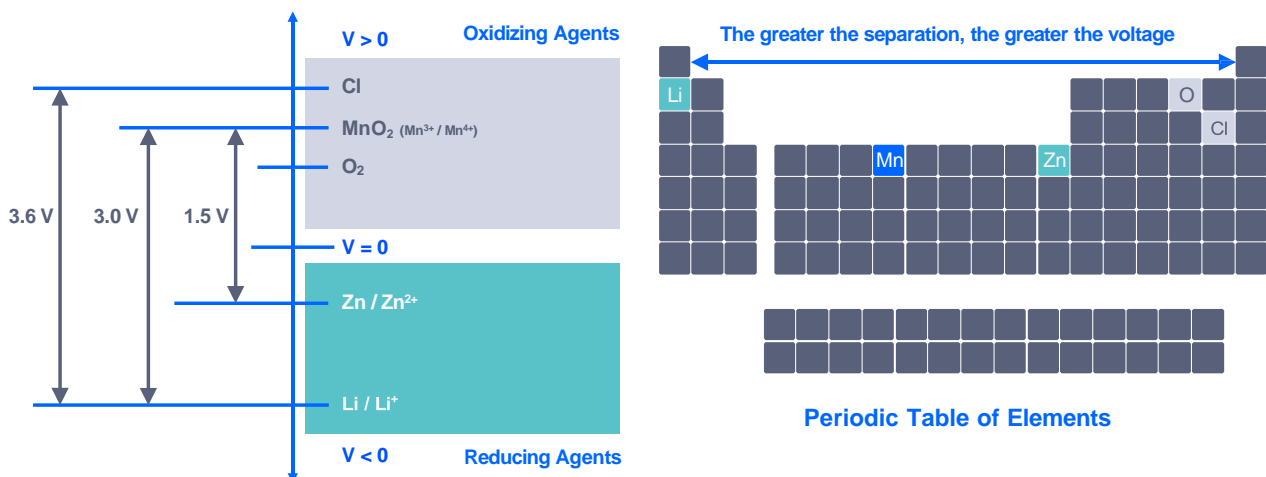 V > 0
Oxidizing Agents
Cl
MnO₂ (Mn³⁺ / Mn⁴⁺)
O₂
3.6 V
3.0 V
1.5 V
V = 0
Zn / Zn²⁺
Li / Li⁺
V < 0
Reducing Agents
The greater the separation, the greater the voltage
Li
O
Cl
Mn
Zn
Periodic Table of Elements